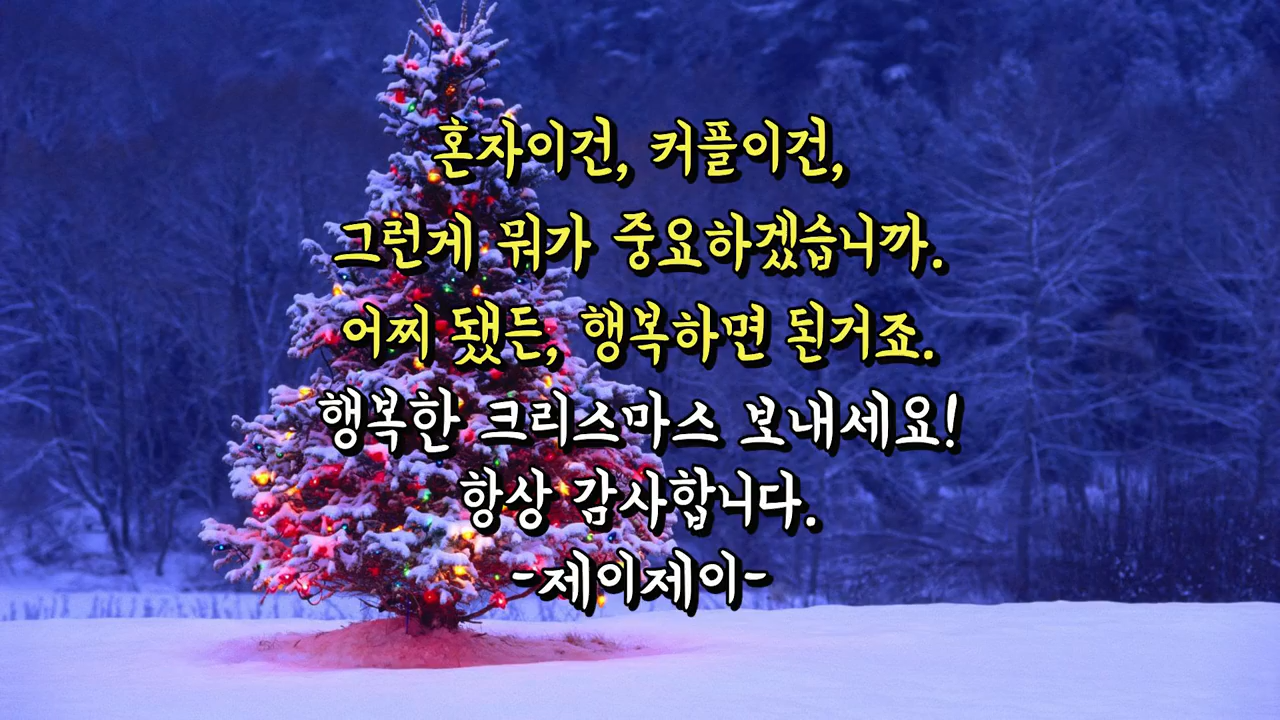 혼자이건, 커플이건,
그런게 뭐가 중요하겠습니까.
어찌 됐든, 행복하면 된거죠.
행복한 크리스마스 보내세요!
항상 감사합니다.
-제이제이-